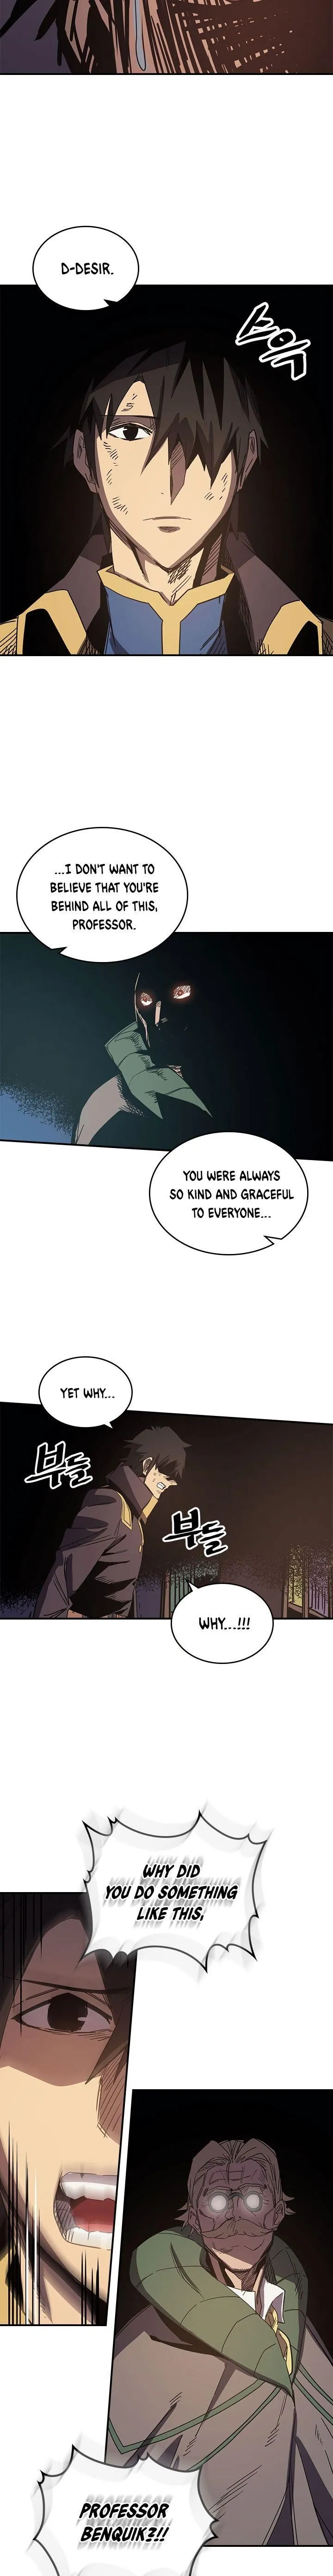 D-DESIR.
...I DON'T WANT TO
BELIEVE THAT YOU'RE
BEHIND ALL OF THIS,
PROFESSOR.
YOU WERE ALWAYS
SO KIND AND GRACEFUL
TO EVERYONE...
YET WHY...
부들
부들
WHY...!!!
WHY DID
YOU DO SOMETHING
LIKE THIS,
PROFESSOR
BENQUIK?!!